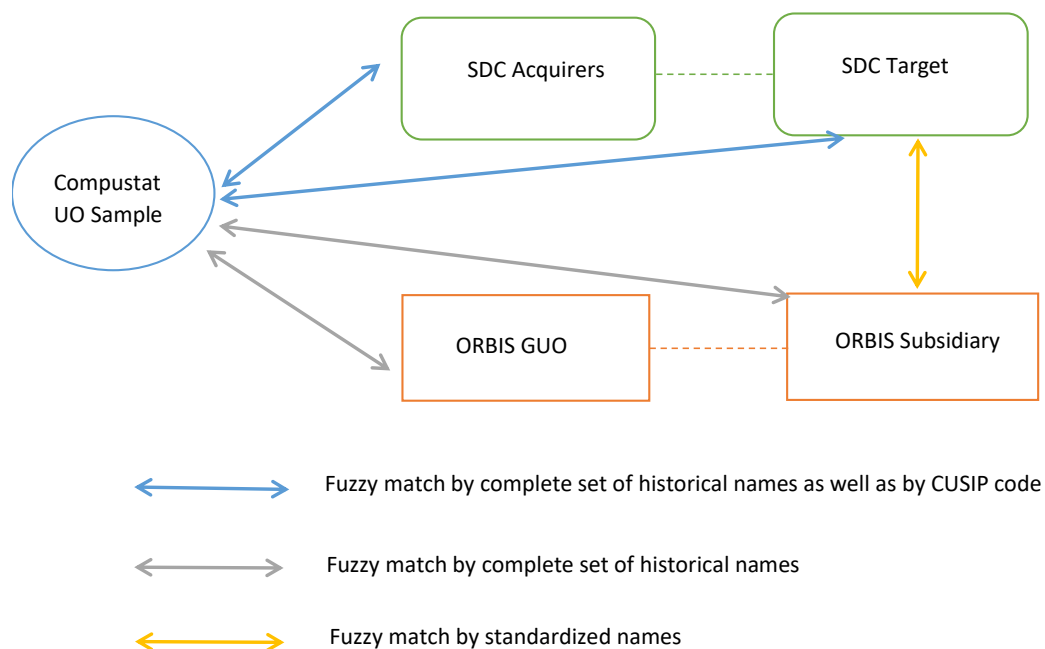 SDC Acquirers
SDC Target
Compustat
UO Sample
ORBIS GUO
ORBIS Subsidiary
Fuzzy match by complete set of historical names as well as by CUSIP code
Fuzzy match by complete set of historical names
Fuzzy match by standardized names